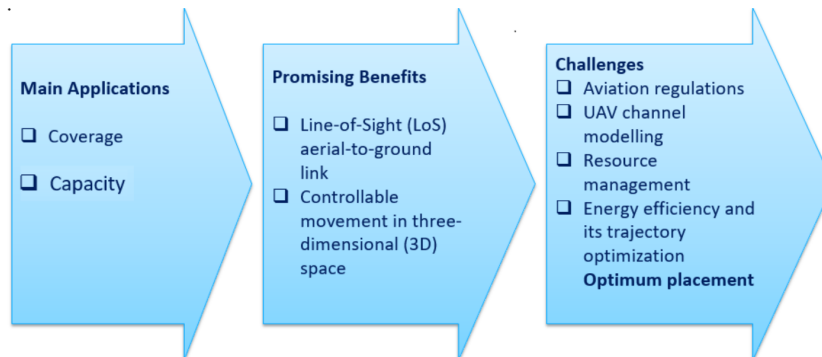 Main Applications
❑ Coverage
❑ Capacity
Promising Benefits
❑ Line-of-Sight (LoS)
aerial-to-ground
link
❑ Controllable
movement in three-
dimensional (3D)
space
Challenges
❑ Aviation regulations
❑ UAV channel
modelling
❑ Resource
management
❑ Energy efficiency and
its trajectory
optimization
Optimum placement